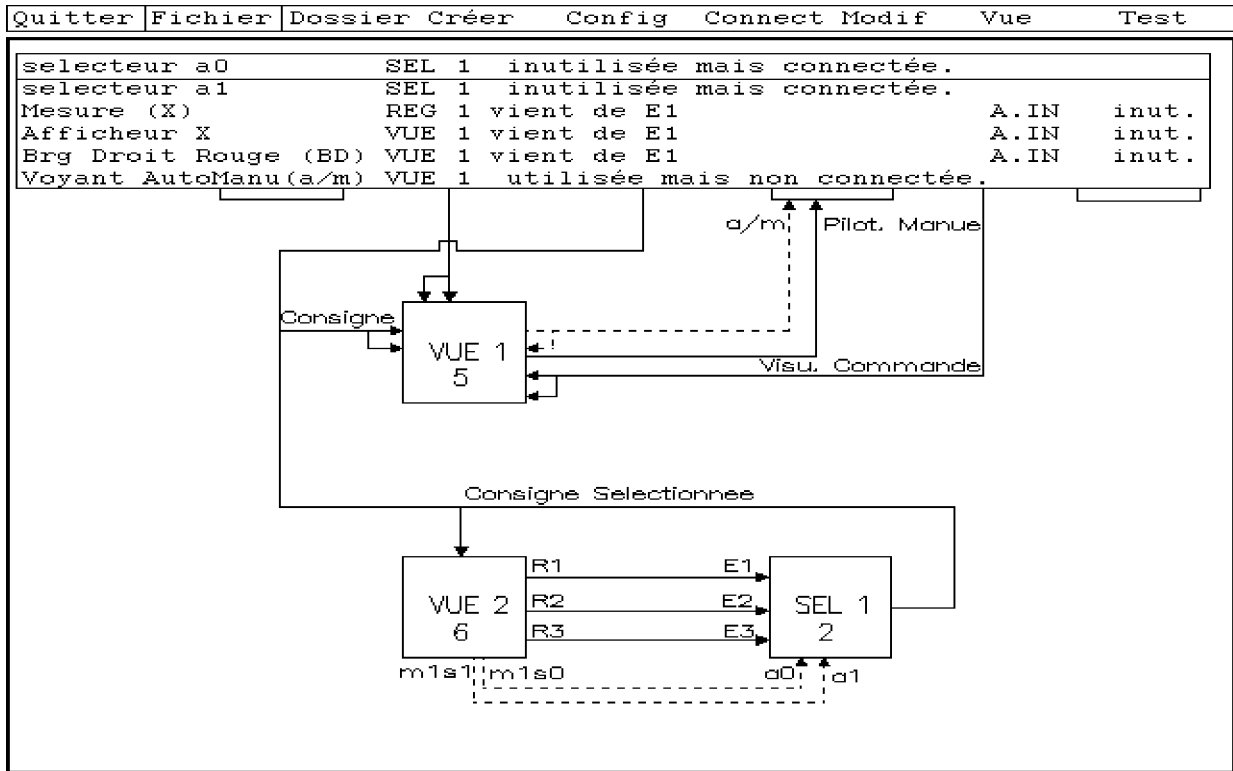 Quitter Fichier Dossier Créer Config Connect Modif Vue Test
selecteur a0 SEL 1 inutilisée mais connectée.
selecteur a1 SEL 1 inutilisée mais connectée.
Mesure (X) REG 1 vient de E1 A.IN inut.
Afficheur X VUE 1 vient de E1 A.IN inut.
Brg Droit Rouge (BD) VUE 1 vient de E1 A.IN inut.
Voyant AutoManu(a/m) VUE 1 utilisée mais non connectée.
a/m Pilot. Manue
Consigne
VUE 1
5
Visu. Commande
Consigne Selectionnee
R1 E1
VUE 2 R2 E2 SEL 1
6 R3 E3 2
m1s1 m1s0 a0 a1